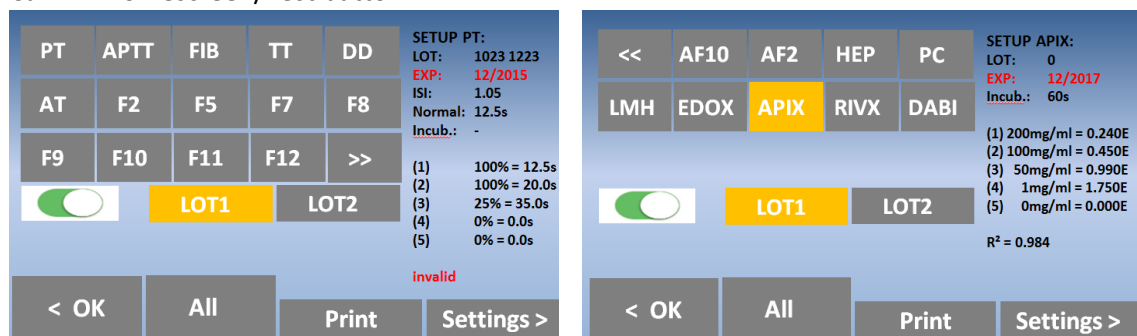 PT APTT FIB TT DD
AT F2 F5 F7 F8
F9 F10 F11 F12 >>
LOT1 LOT2
< OK All Print Settings >
SETUP PT:
LOT: 1023 1223
EXP: 12/2015
ISI: 1.05
Normal: 12.5s
Incub.: -
(1) 100% = 12.5s
(2) 100% = 20.0s
(3) 25% = 35.0s
(4) 0% = 0.0s
(5) 0% = 0.0s
invalid
<< AF10 AF2 HEP PC
LMH EDOX APIX RIVX DABI
LOT1 LOT2
< OK All Print Settings >
SETUP APIX:
LOT: 0
EXP: 12/2017
Incub.: 60s
(1) 200mg/ml = 0.240E
(2) 100mg/ml = 0.450E
(3) 50mg/ml = 0.990E
(4) 1mg/ml = 1.750E
(5) 0mg/ml = 0.000E
R² = 0.984